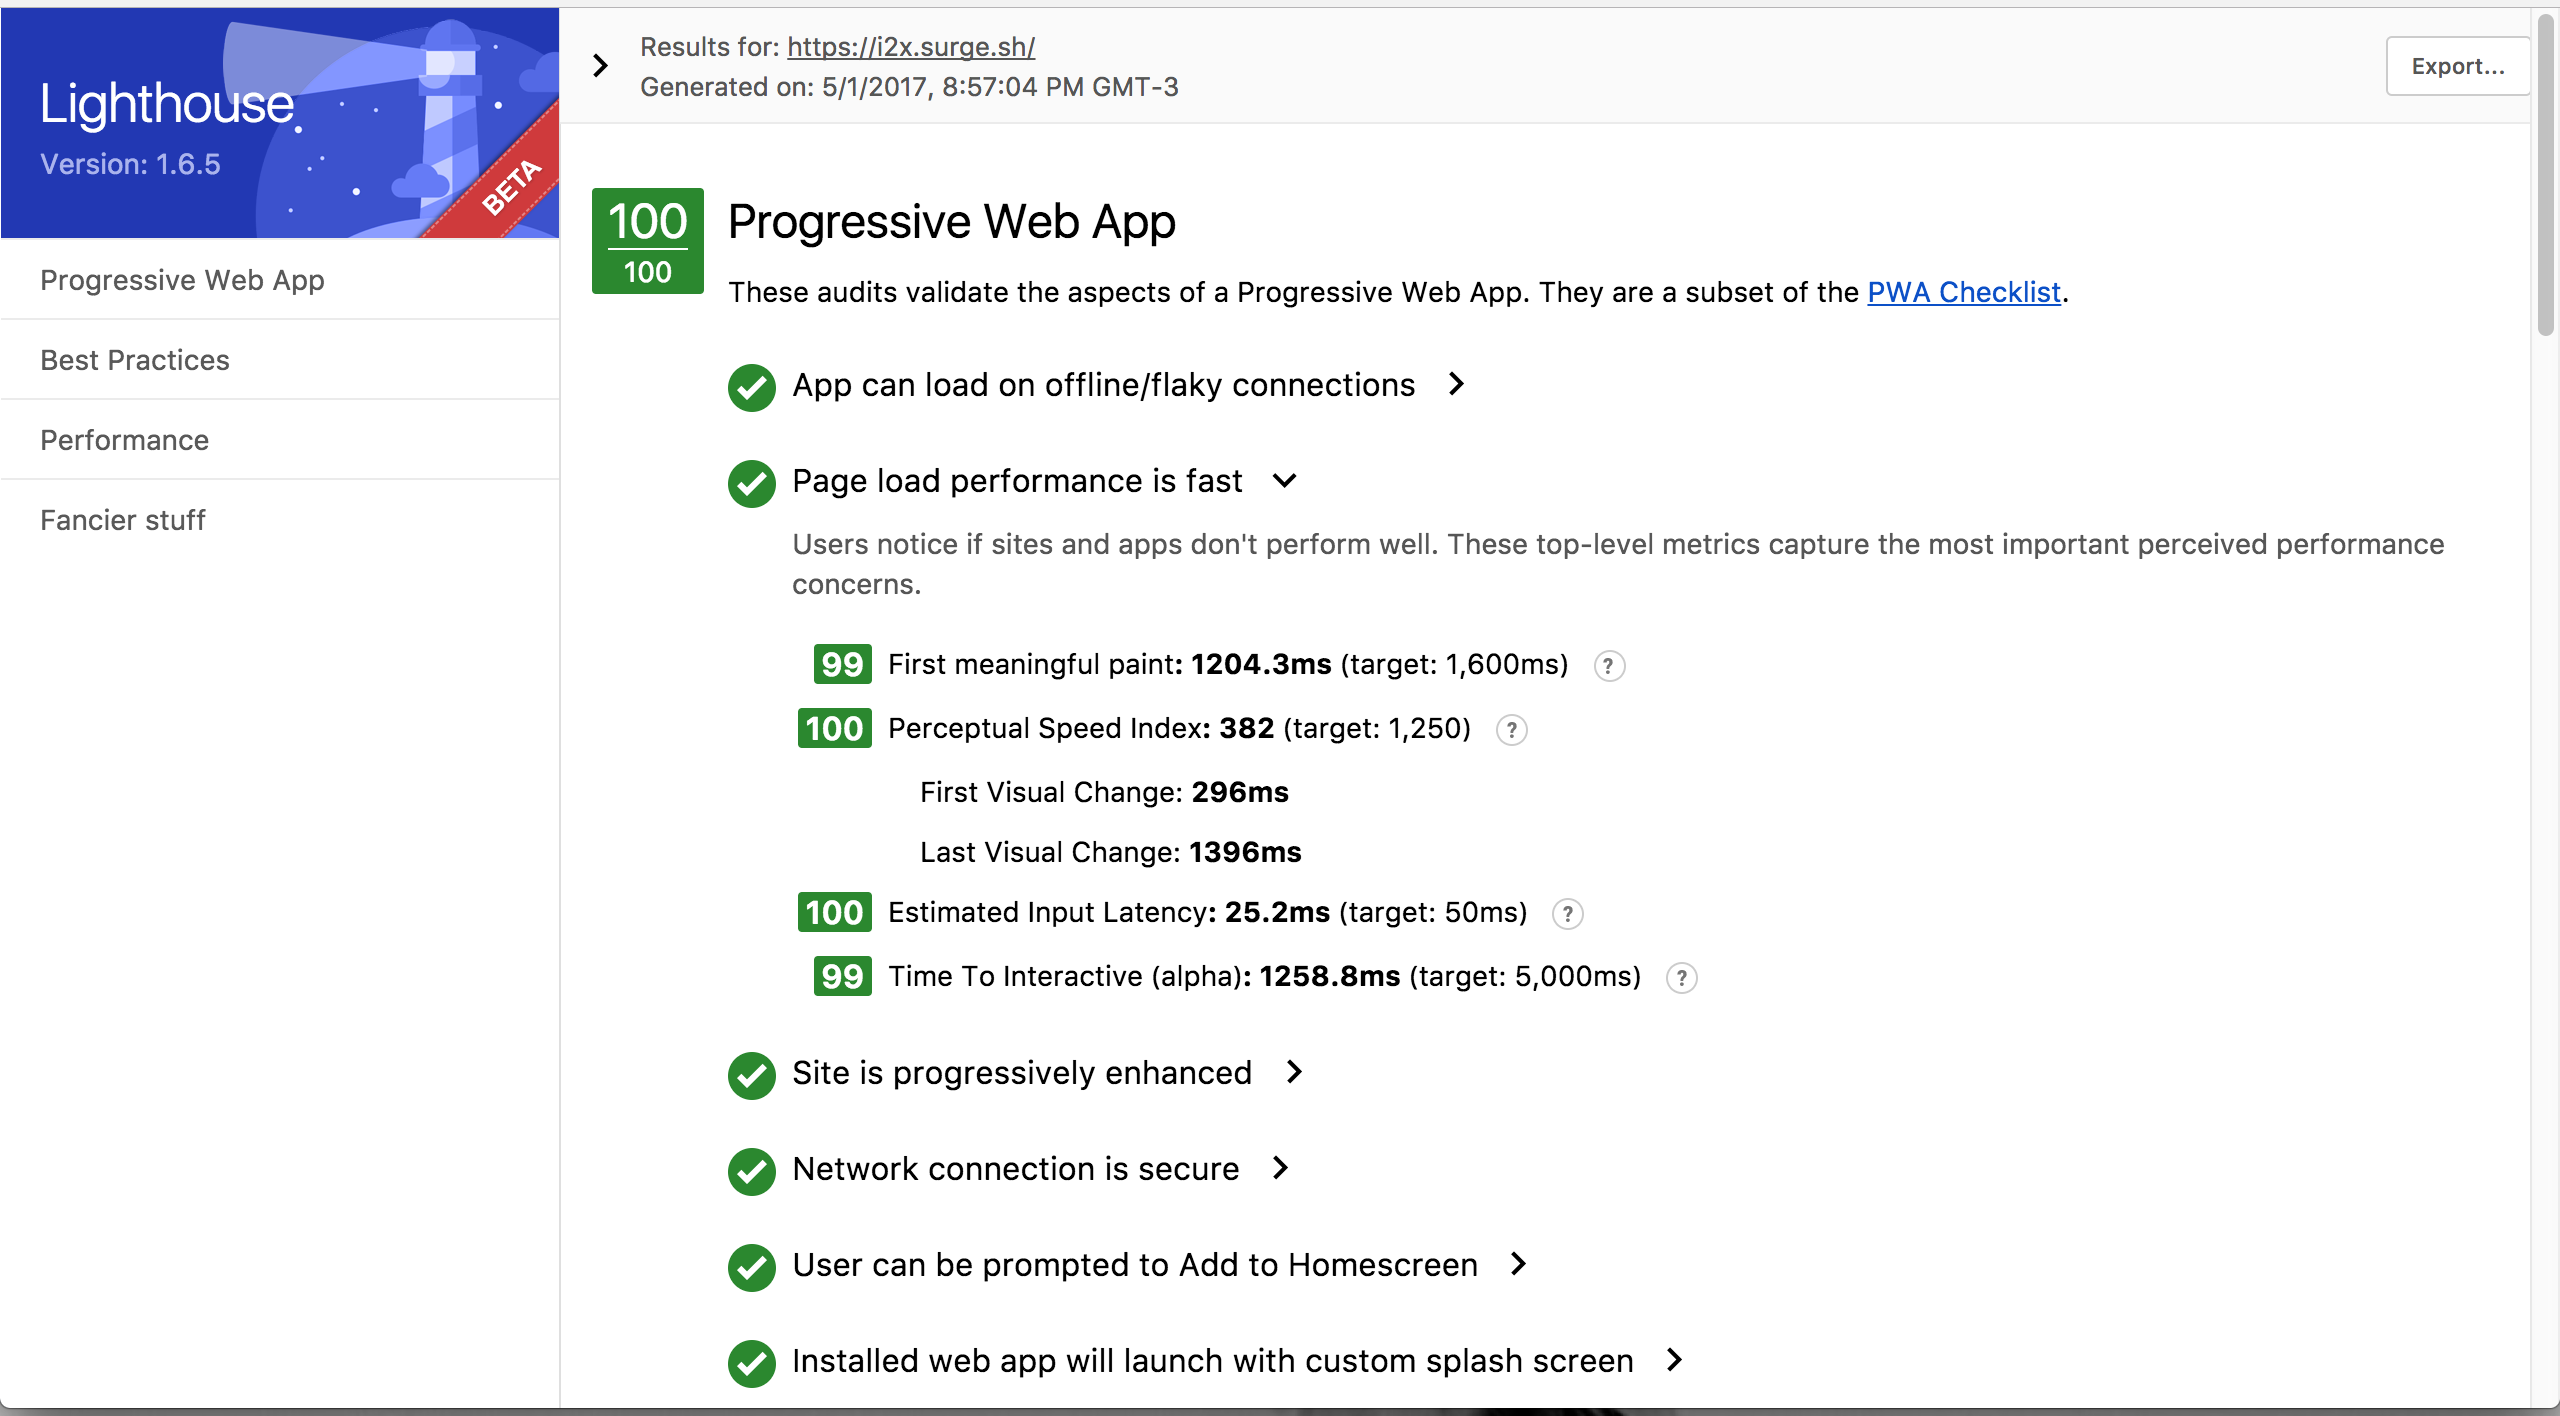 Lighthouse
Version: 1.6.5
BETA
Progressive Web App
Best Practices
Performance
Fancier stuff
Results for: https://i2x.surge.sh/
Generated on: 5/1/2017, 8:57:04 PM GMT-3
Export...
100
100
Progressive Web App
These audits validate the aspects of a Progressive Web App. They are a subset of the PWA Checklist.
App can load on offline/flaky connections
Page load performance is fast
Users notice if sites and apps don't perform well. These top-level metrics capture the most important perceived performance
concerns.
99 First meaningful paint: 1204.3ms (target: 1,600ms) ?
100 Perceptual Speed Index: 382 (target: 1,250) ?
First Visual Change: 296ms
Last Visual Change: 1396ms
100 Estimated Input Latency: 25.2ms (target: 50ms) ?
99 Time To Interactive (alpha): 1258.8ms (target: 5,000ms) ?
Site is progressively enhanced
Network connection is secure
User can be prompted to Add to Homescreen
Installed web app will launch with custom splash screen